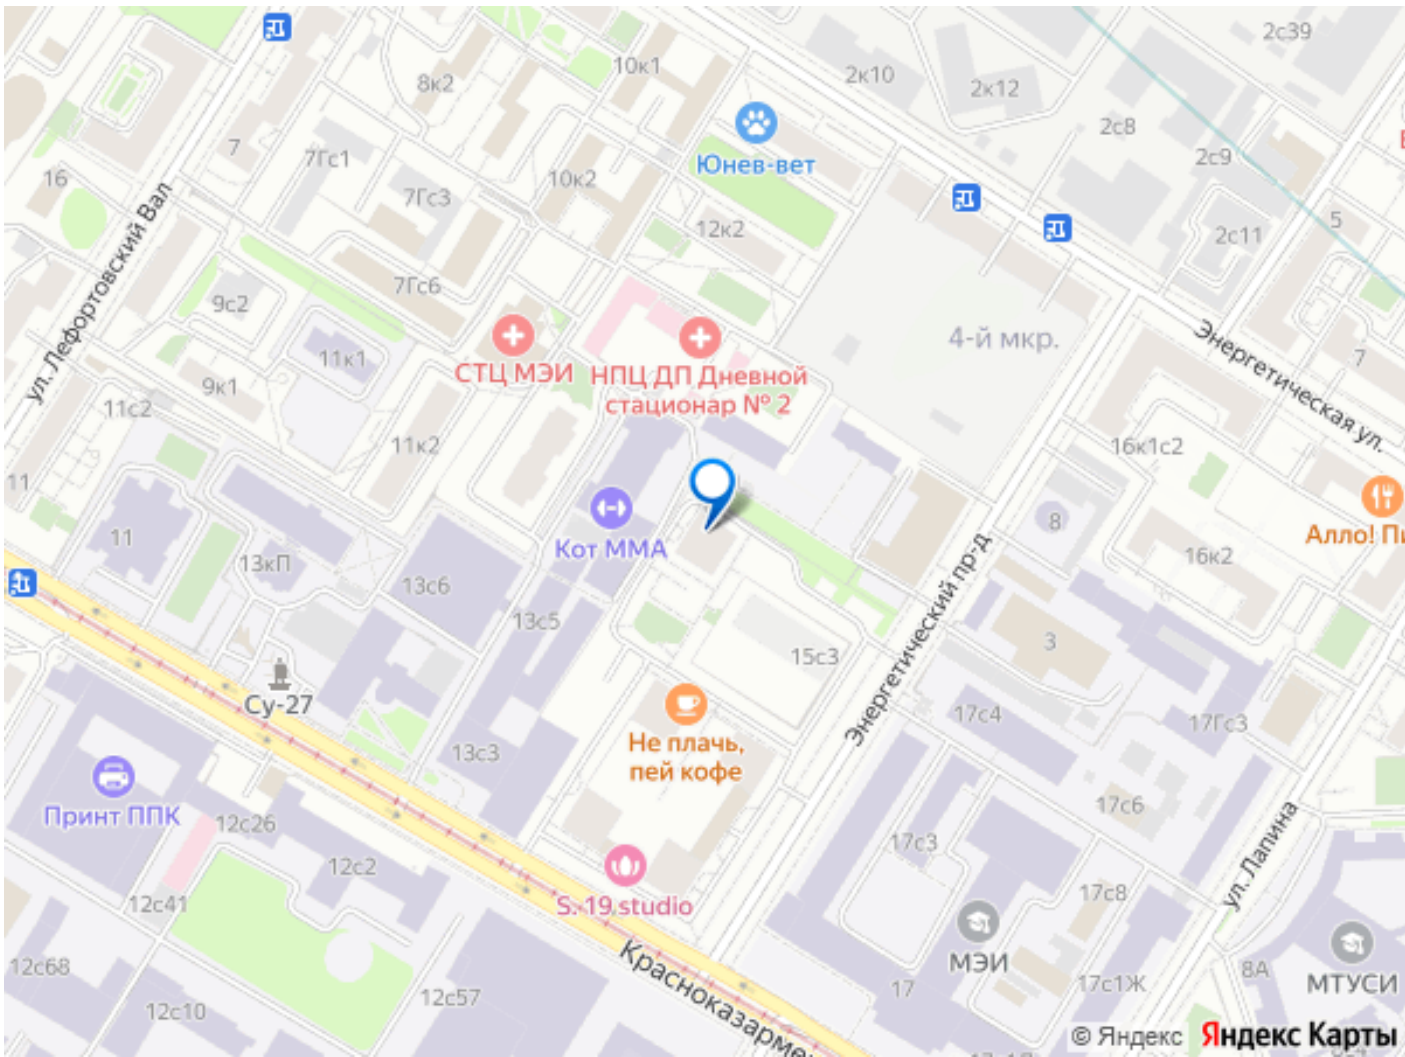 2с39
10к1
8к2
2к10
2к12
2с8
2с9
Юнев-вет
7
7Гс1
10к2
16
7Гс3
12к2
5
2с11
7Гс6
9с2
ул. Лефортовский Вал
4-й мкр.
Энергетическая ул.
7
11к1
СТЦ МЭИ
НПЦ ДП Дневной
стационар № 2
9к1
11с2
11к2
16к1с2
11
Алло! Пи
8
11
Кот ММА
13кП
13с6
16к2
Энергетический пр-д
13с5
3
15с3
Су-27
17с4
17Гс3
Не плачь,
пей кофе
13с3
Принт ППК
12с26
17с6
17с3
ул. Лапина
12с2
17с8
12с41
S. 19 studio
МЭИ
12с68
Красноказарме
8А
МТУСИ
17
17с1Ж
12с57
12с10
© Яндекс Яндекс Карты